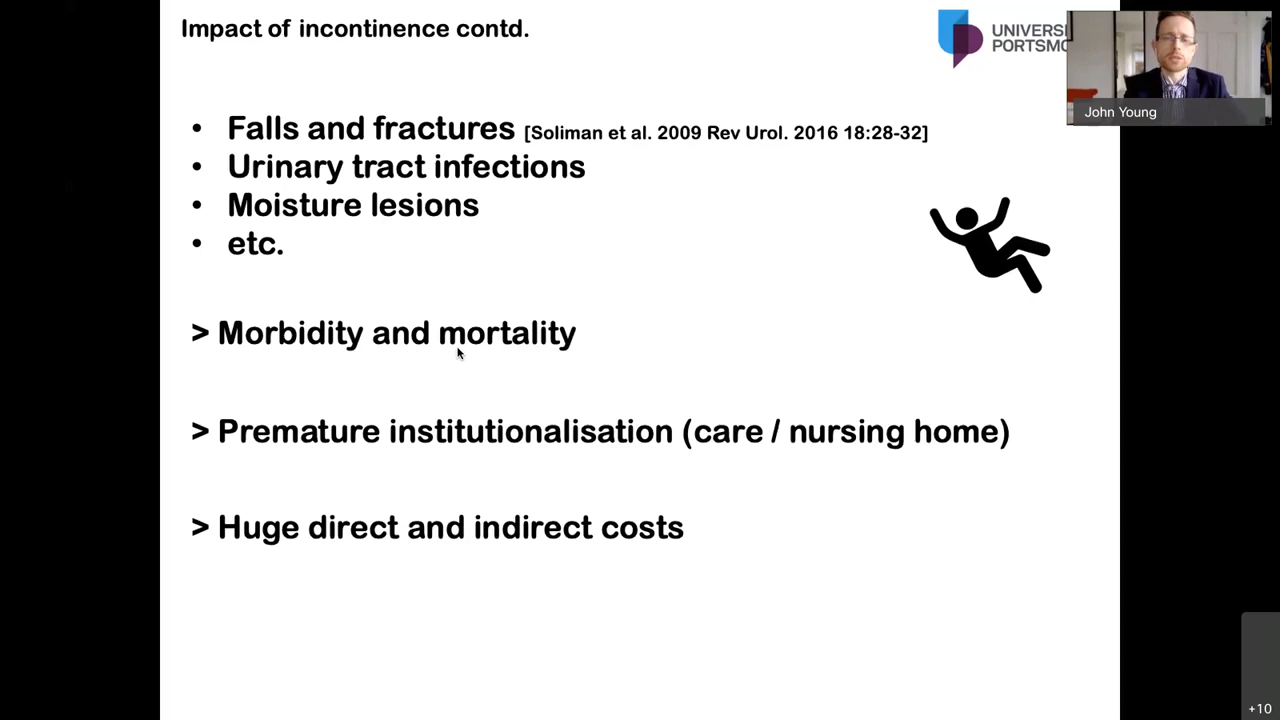 Impact of incontinence contd.
• Falls and fractures [Soliman et al. 2009 Rev Urol. 2016 18:28-32]
• Urinary tract infections
• Moisture lesions
• etc.
> Morbidity and mortality
> Premature institutionalisation (care / nursing home)
> Huge direct and indirect costs
John Young
+10